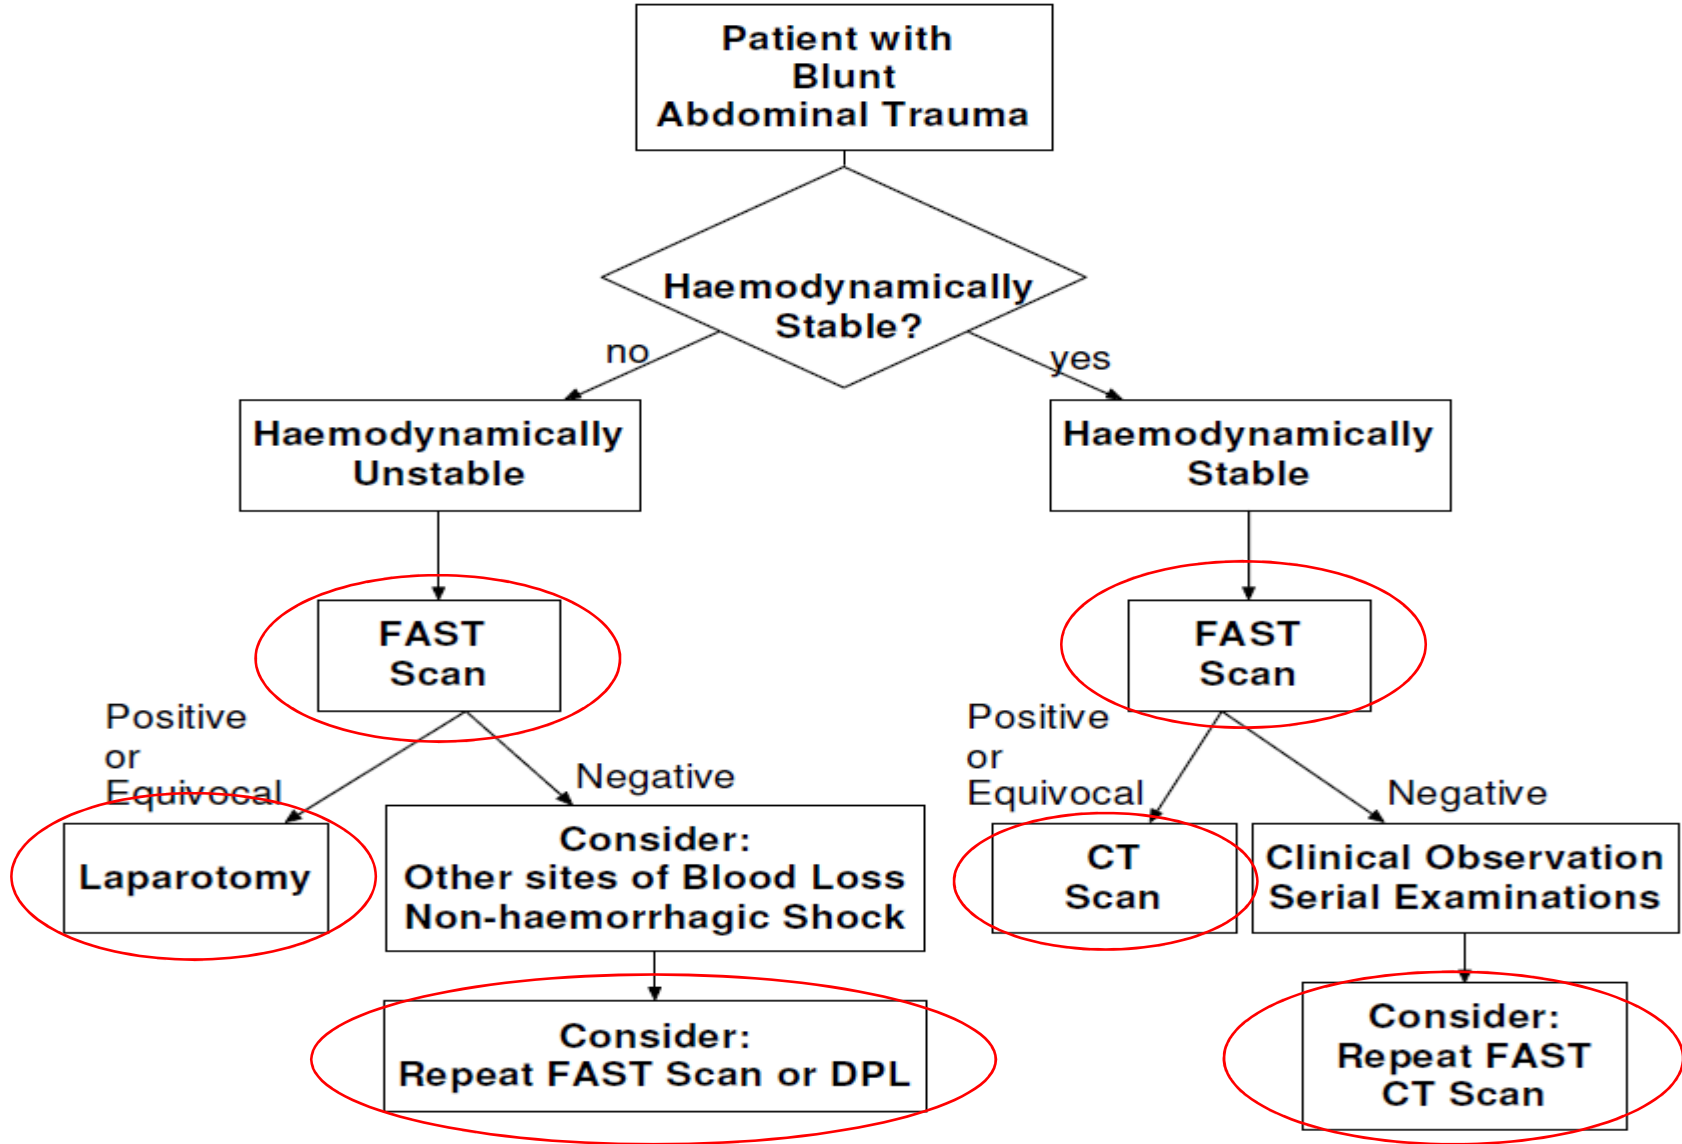 Patient with
Blunt
Abdominal Trauma
Haemodynamically
Stable?
no
yes
Haemodynamically
Unstable
Haemodynamically
Stable
FAST
Scan
FAST
Scan
Positive
or
Equivocal
Negative
Positive
or
Equivocal
Negative
Laparotomy
Consider:
Other sites of Blood Loss
Non-haemorrhagic Shock
CT
Scan
Clinical Observation
Serial Examinations
Consider:
Repeat FAST Scan or DPL
Consider:
Repeat FAST
CT Scan